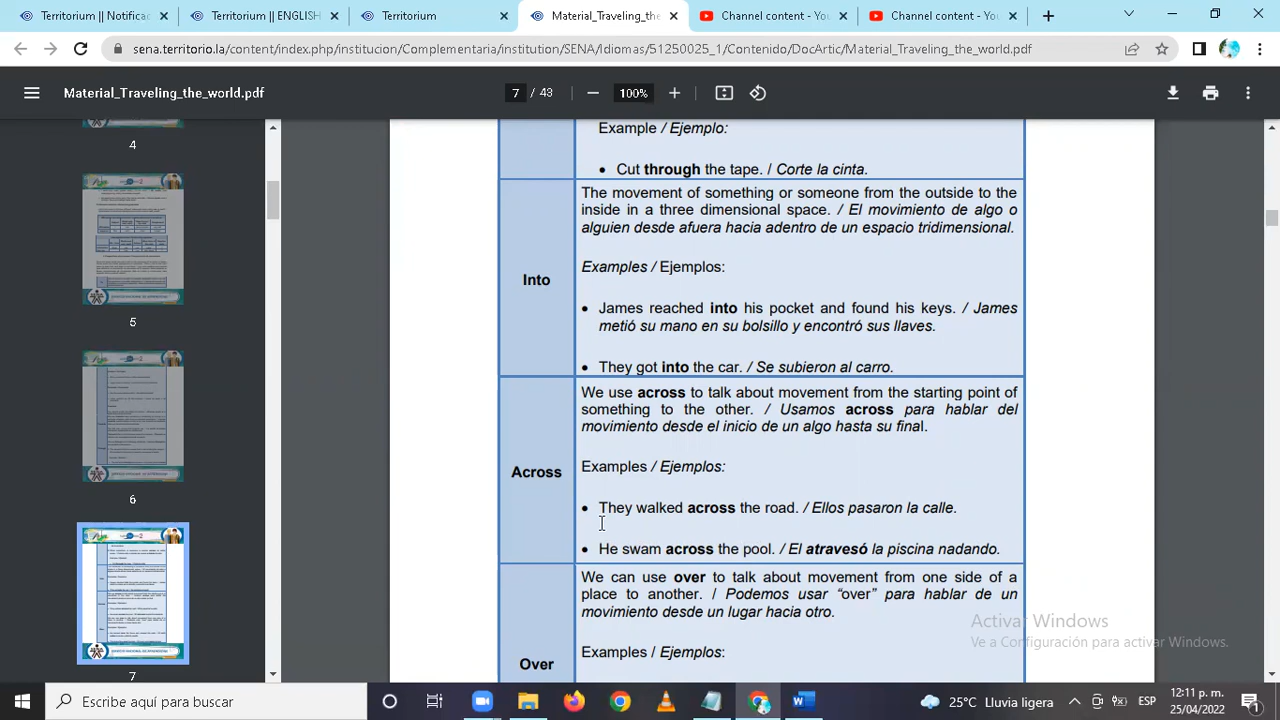 Territorium || Notificac
Territorium || ENGLISH
Territorium
Material_Traveling_the_wo
Channel content - You
Channel content - You
sena.territorio.la/content/index.php/institucion/Complementaria/institution/SENA/Idiomas/51250025_1/Contenido/DocArtic/Material_Traveling_the_world.pdf
Material_Traveling_the_world.pdf
7 / 43
100%
4
5
6
7
Example / Ejemplo:
• Cut through the tape. / Corte la cinta.
Into
The movement of something or someone from the outside to the
inside in a three dimensional space. / El movimiento de algo o
alguien desde afuera hacia adentro de un espacio tridimensional.
Examples / Ejemplos:
• James reached into his pocket and found his keys. / James
metió su mano en su bolsillo y encontró sus llaves.
• They got into the car. / Se subieron al carro.
Across
We use across to talk about movement from the starting point of
something to the other. / Usamos across para hablar del
movimiento desde el inicio de un algo hasta su final.
Examples / Ejemplos:
• They walked across the road. / Ellos pasaron la calle.
• He swam across the pool. / El atravesó la piscina nadando.
Over
We can use over to talk about movement from one side of a
place to another. / Podemos usar “over” para hablar de un
movimiento desde un lugar hacia otro.
Examples / Ejemplos:
Activar Windows
Ve a Configuración para activar Windows.
Escribe aquí para buscar
25°C Lluvia ligera
ESP
12:11 p. m.
25/04/2022
1